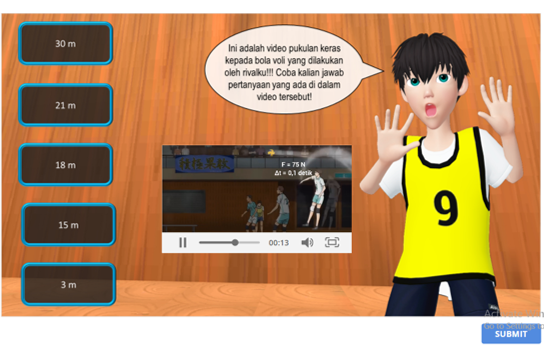 30 m
21 m
18 m
15 m
3 m
Ini adalah video pukulan keras
kepada bola voli yang dilakukan
oleh rivalku!!! Coba kalian jawab
pertanyaan yang ada di dalam
video tersebut!
F = 75 N
Δt = 0,1 detik
00:13
9
SUBMIT